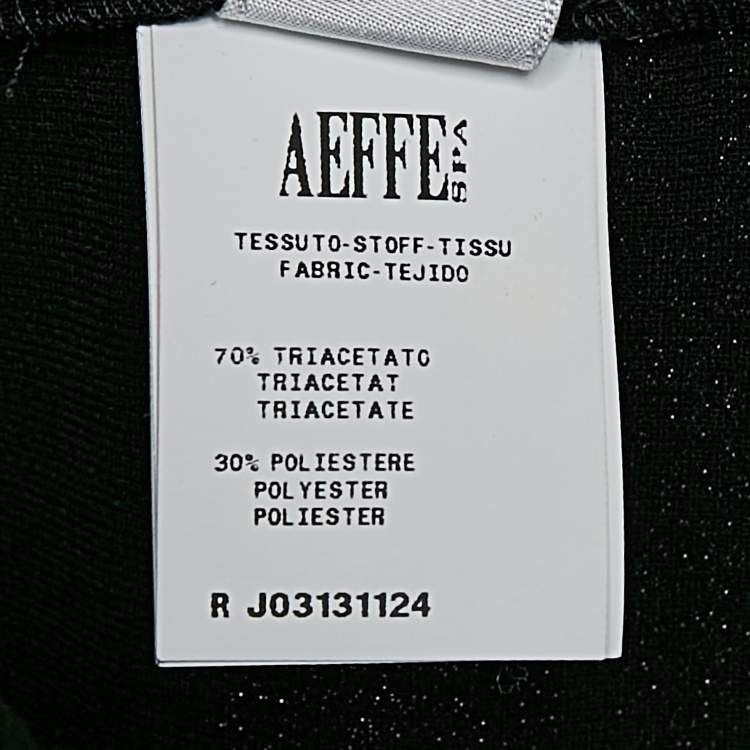 AEFFE SPA
TESSUTO-STOFF-TISSU
FABRIC-TEJIDO
70% TRIACETATO
TRIACETAT
TRIACETATE
30% POLIESTERE
POLYESTER
POLIESTER
R J03131124